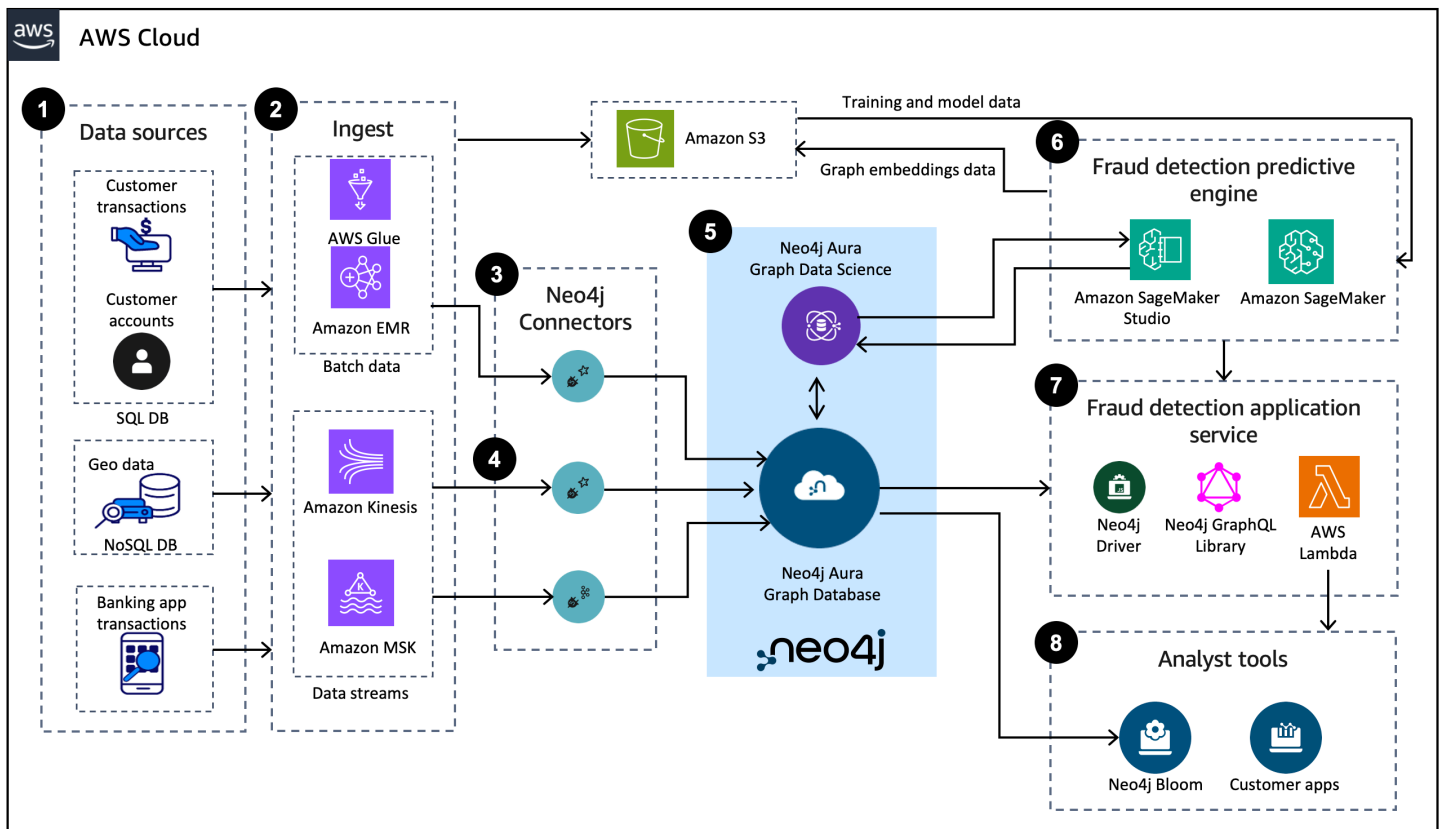 aws
AWS Cloud
1
Data sources
Customer
transactions
$
Customer
accounts
SQL DB
Geo data
NoSQL DB
Banking app
transactions
2
Ingest
AWS Glue
Amazon EMR
Batch data
Amazon Kinesis
K
Amazon MSK
Data streams
3
Neo4j
Connectors
4
Amazon S3
Training and model data
Graph embeddings data
5
Neo4j Aura
Graph Data Science
n
Neo4j Aura
Graph Database
neo4j
6
Fraud detection predictive
engine
Amazon SageMaker
Studio
Amazon SageMaker
7
Fraud detection application
service
JS
Neo4j
Driver
Neo4j GraphQL
Library
AWS
Lambda
8
Analyst tools
Neo4j Bloom
Customer apps